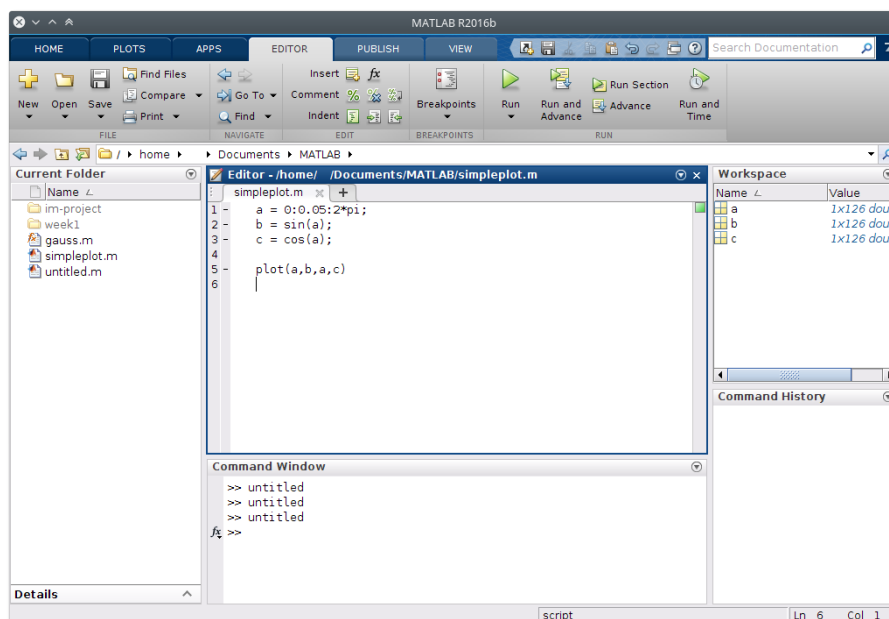 MATLAB R2016b
HOME PLOTS APPS EDITOR PUBLISH VIEW Search Documentation
New Open Save Find Files Compare Print
FILE
Go To Find
NAVIGATE
Insert fx
Comment %
Indent
EDIT
Breakpoints
BREAKPOINTS
Run Run and Advance Run Section Advance Run and Time
RUN
/ home Documents MATLAB
Current Folder
Name
im-project
week1
gauss.m
simpleplot.m
untitled.m
Details
Editor - /home/ /Documents/MATLAB/simpleplot.m
simpleplot.m +
1 - a = 0:0.05:2*pi;
2 - b = sin(a);
3 - c = cos(a);
4
5 - plot(a,b,a,c)
6
Command Window
>> untitled
>> untitled
>> untitled
fx >>
Workspace
Name Value
a 1x126 dou
b 1x126 dou
c 1x126 dou
Command History
script Ln 6 Col 1